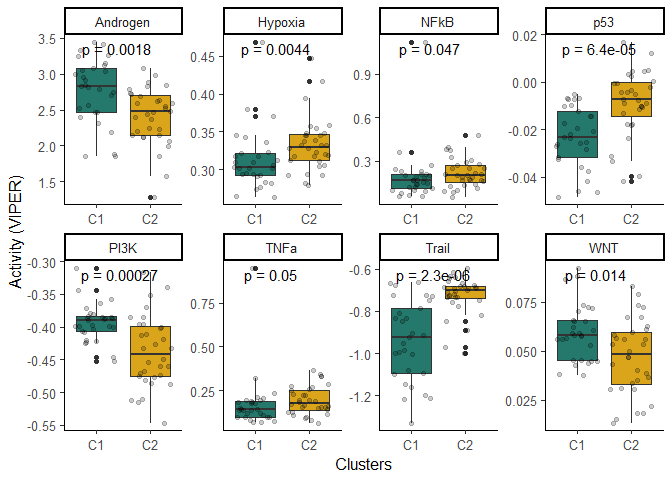 Androgen
Hypoxia
NFkB
p53
p = 0.0018
p = 0.0044
p = 0.047
p = 6.4e-05
3.5
3.0
2.5
2.0
1.5
0.45
0.40
0.35
0.30
0.9
0.6
0.3
0.02
0.00
-0.02
-0.04
C1
C2
C1
C2
C1
C2
C1
C2
Activity (VIPER)
PI3K
TNFa
Trail
WNT
p = 0.00027
p = 0.05
p = 2.3e-06
p = 0.014
-0.30
-0.35
-0.40
-0.45
-0.50
-0.55
0.75
0.50
0.25
-0.6
-0.8
-1.0
-1.2
0.075
0.050
0.025
C1
C2
C1
C2
C1
C2
C1
C2
Clusters